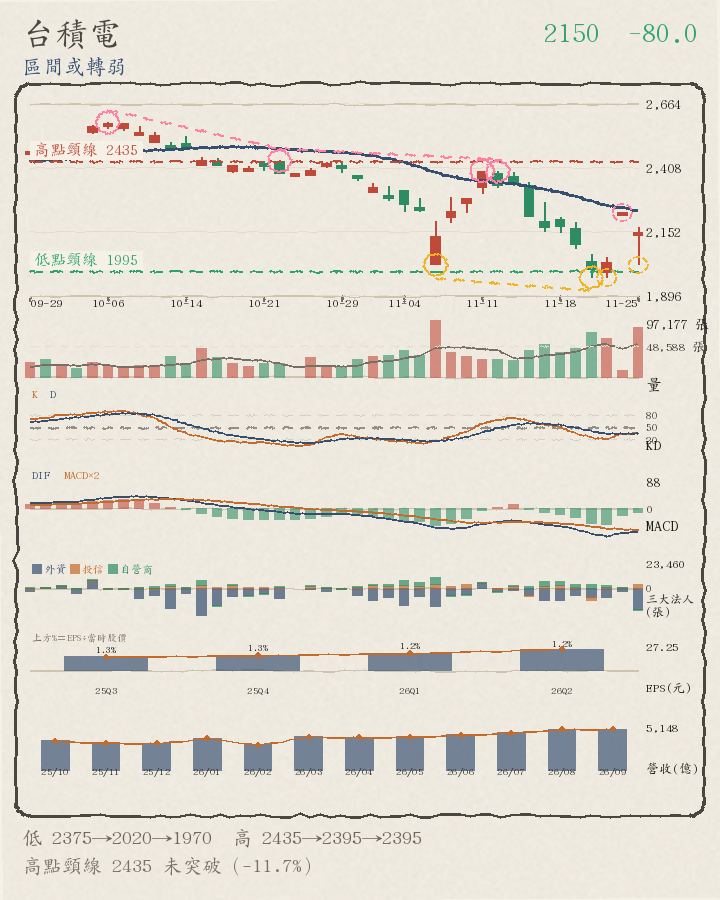 台積電
2150 -80.0
區間或轉弱
2,664
高點頸線 2435
2,408
2,152
低點頸線 1995
1,896
09-29 10-06 10-14 10-21 10-29 11-04 11-11 11-18 11-25
97,177 張
48,588 張
量
K D
80
50
20
KD
DIF MACD×2
88
0
MACD
23,460
外資 投信 自營商
0
三大法人
(張)
上方%=EPS÷當時股價
1.3% 1.3% 1.2% 1.2%
27.25
25Q3 25Q4 26Q1 26Q2
EPS(元)
5,148
25/10 25/11 25/12 26/01 26/02 26/03 26/04 26/05 26/06 26/07 26/08 26/09
營收(億)
低 2375→2020→1970 高 2435→2395→2395
高點頸線 2435 未突破 (-11.7%)